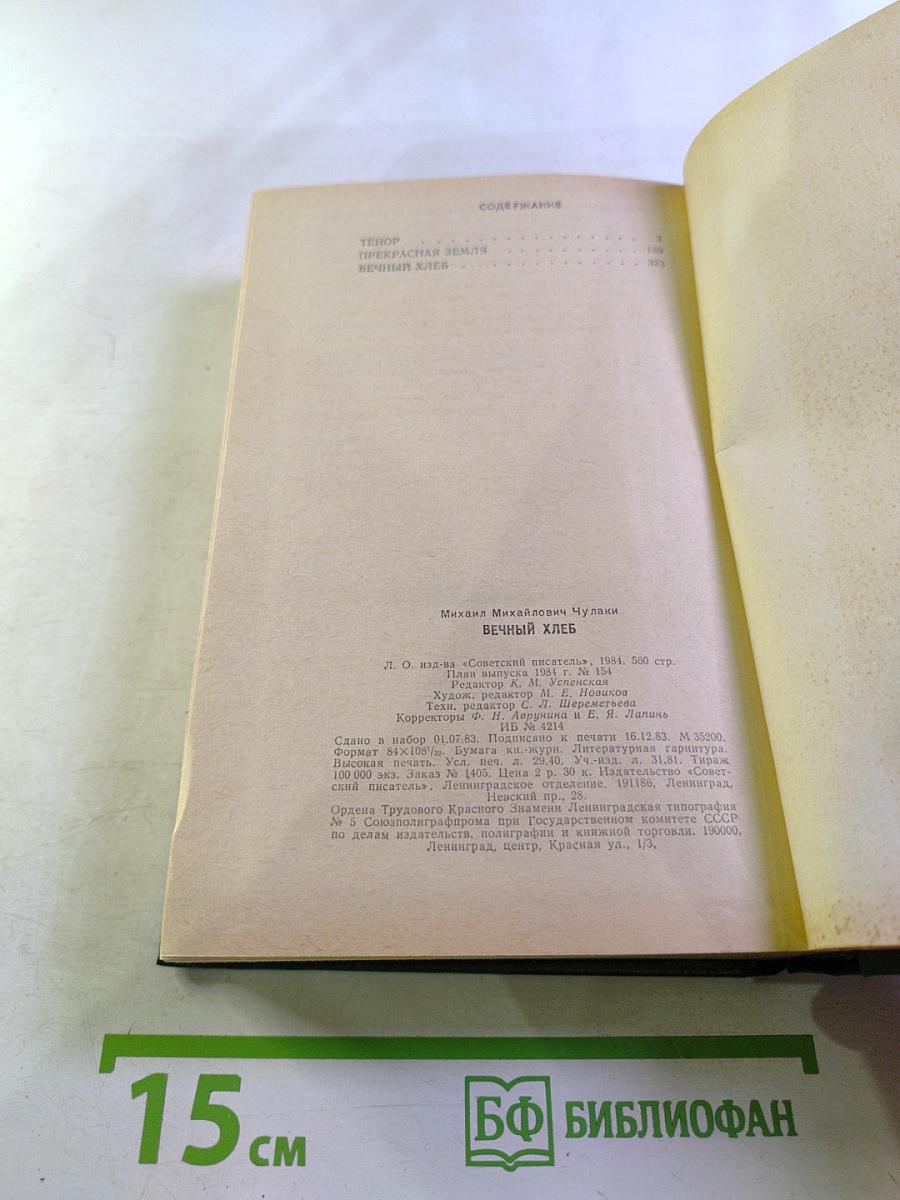 СОДЕРЖАНИЕ
ТЕНОР . . . . . . . . . . . . . . . . 3
ПРЕКРАСНАЯ ЗЕМЛЯ . . . . . . . . . . 189
ВЕЧНЫЙ ХЛЕБ . . . . . . . . . . . . . 323
Михаил Михайлович Чулаки
ВЕЧНЫЙ ХЛЕБ
Л. О. изд-ва «Советский писатель», 1984, 560 стр.
План выпуска 1984 г. № 154
Редактор К. М. Успенская
Худож. редактор М. Е. Новиков
Техн. редактор С. Л. Шереметьева
Корректоры Ф. Н. Аврунина и Е. Я. Лапинь
ИБ № 4214
Сдано в набор 01.07.83. Подписано к печати 16.12.83. М 35200.
Формат 84×108¹/₃₂. Бумага кн.-журн. Литературная гарнитура.
Высокая печать. Усл. печ. л. 29,40. Уч.-изд. л. 31,81. Тираж
100 000 экз. Заказ № 1405. Цена 2 р. 30 к. Издательство «Совет-
ский писатель». Ленинградское отделение. 191186, Ленинград,
Невский пр., 28.
Ордена Трудового Красного Знамени Ленинградская типография
№ 5 Союзполиграфпрома при Государственном комитете СССР
по делам издательств, полиграфии и книжной торговли. 190000,
Ленинград, центр, Красная ул., 1/3.
15 см
БФ БИБЛИОФАН